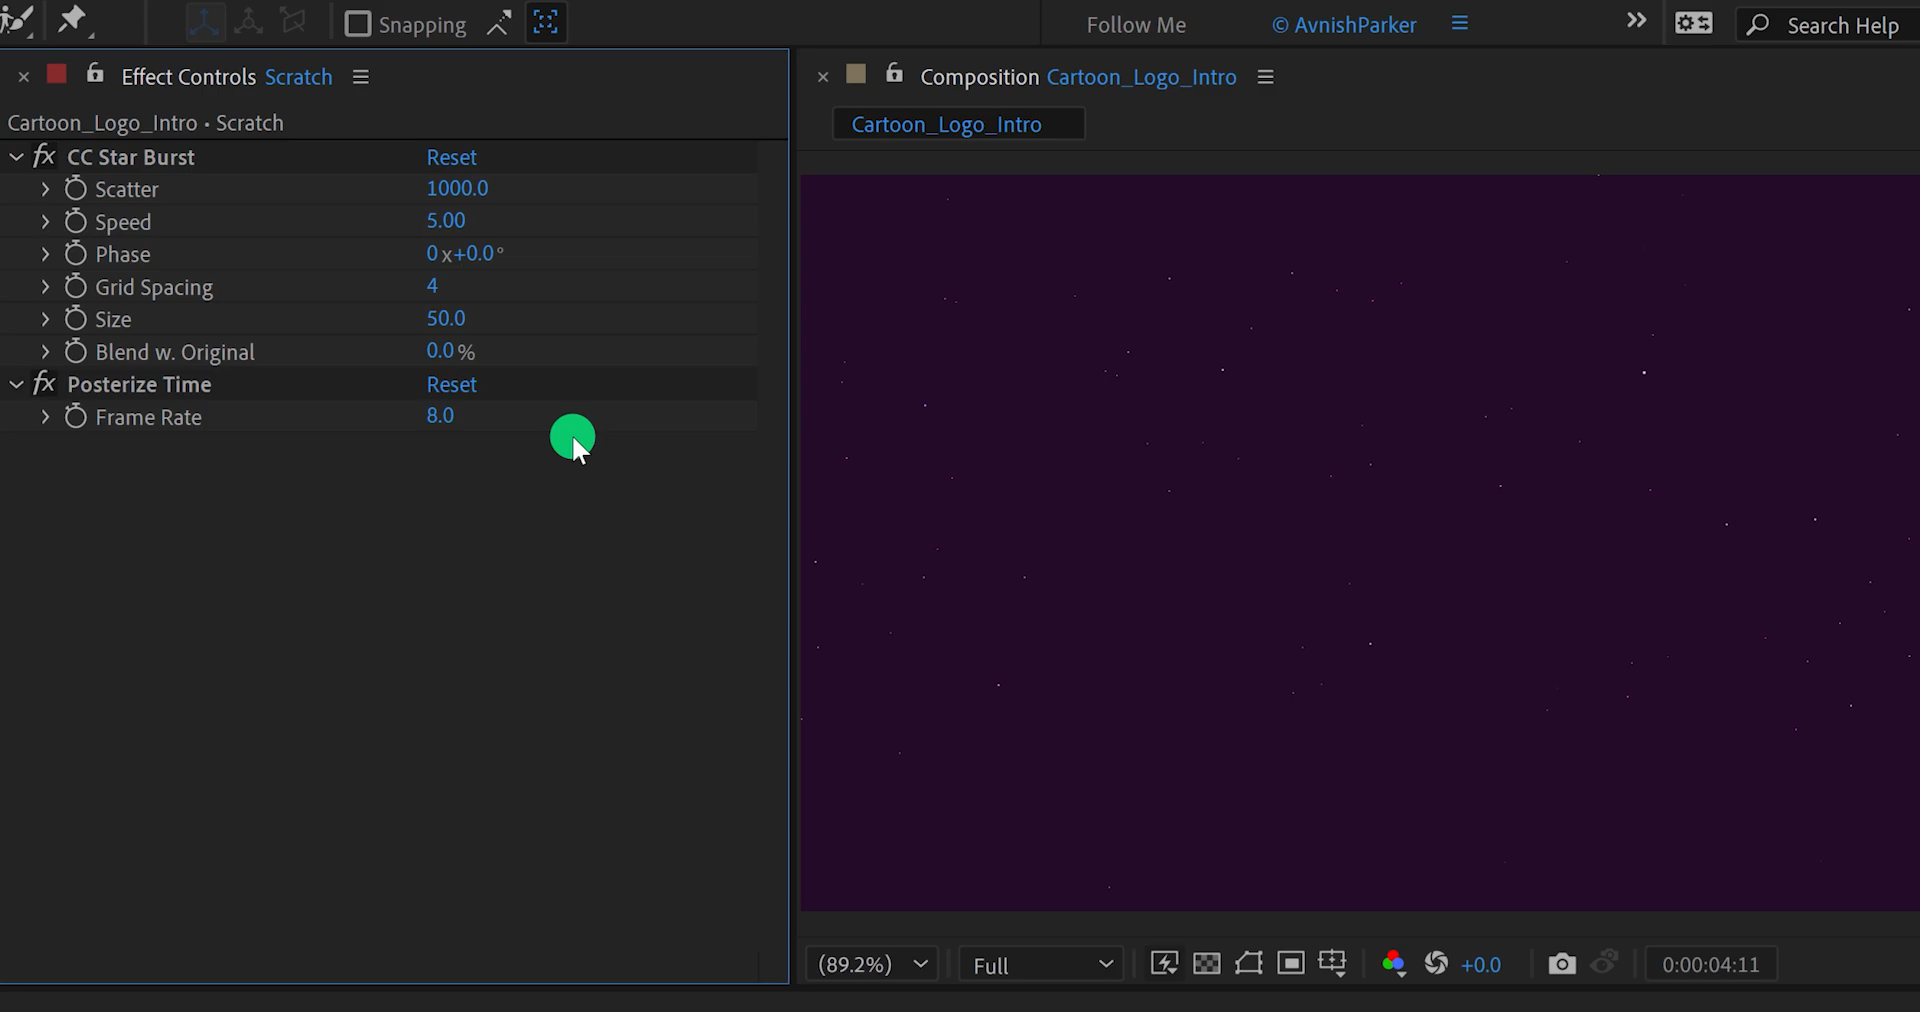 Snapping
Follow Me
© AvnishParker
Search Help
Effect Controls Scratch
Cartoon_Logo_Intro • Scratch
fx CC Star Burst Reset
Scatter 1000.0
Speed 5.00
Phase 0x+0.0°
Grid Spacing 4
Size 50.0
Blend w. Original 0.0%
fx Posterize Time Reset
Frame Rate 8.0
Composition Cartoon_Logo_Intro
Cartoon_Logo_Intro
(89.2%)
Full
+0.0
0:00:04:11